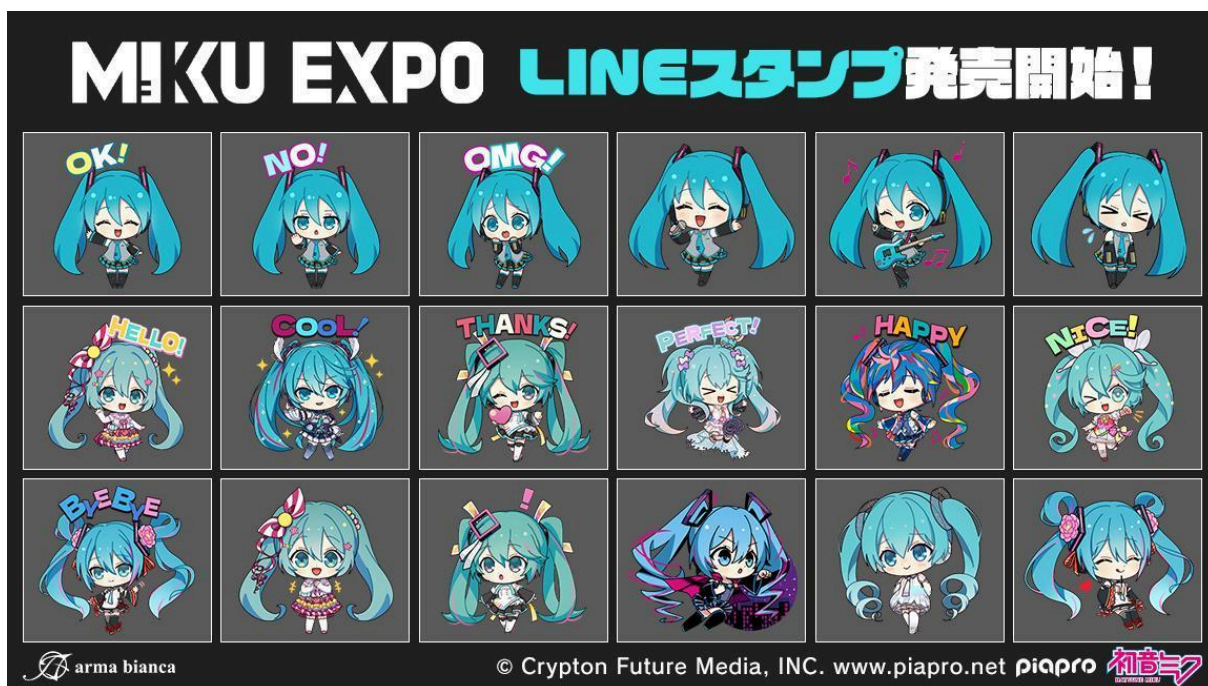 MIKU EXPO LINEスタンプ発売開始！
OK!
NO!
OMG!
HELLO!
COOL!
THANKS!
PERFECT!
HAPPY
NICE!
BYEBYE
!
arma bianca
© Crypton Future Media, INC. www.piapro.net piapro 初音ミク
HATSUNE MIKU